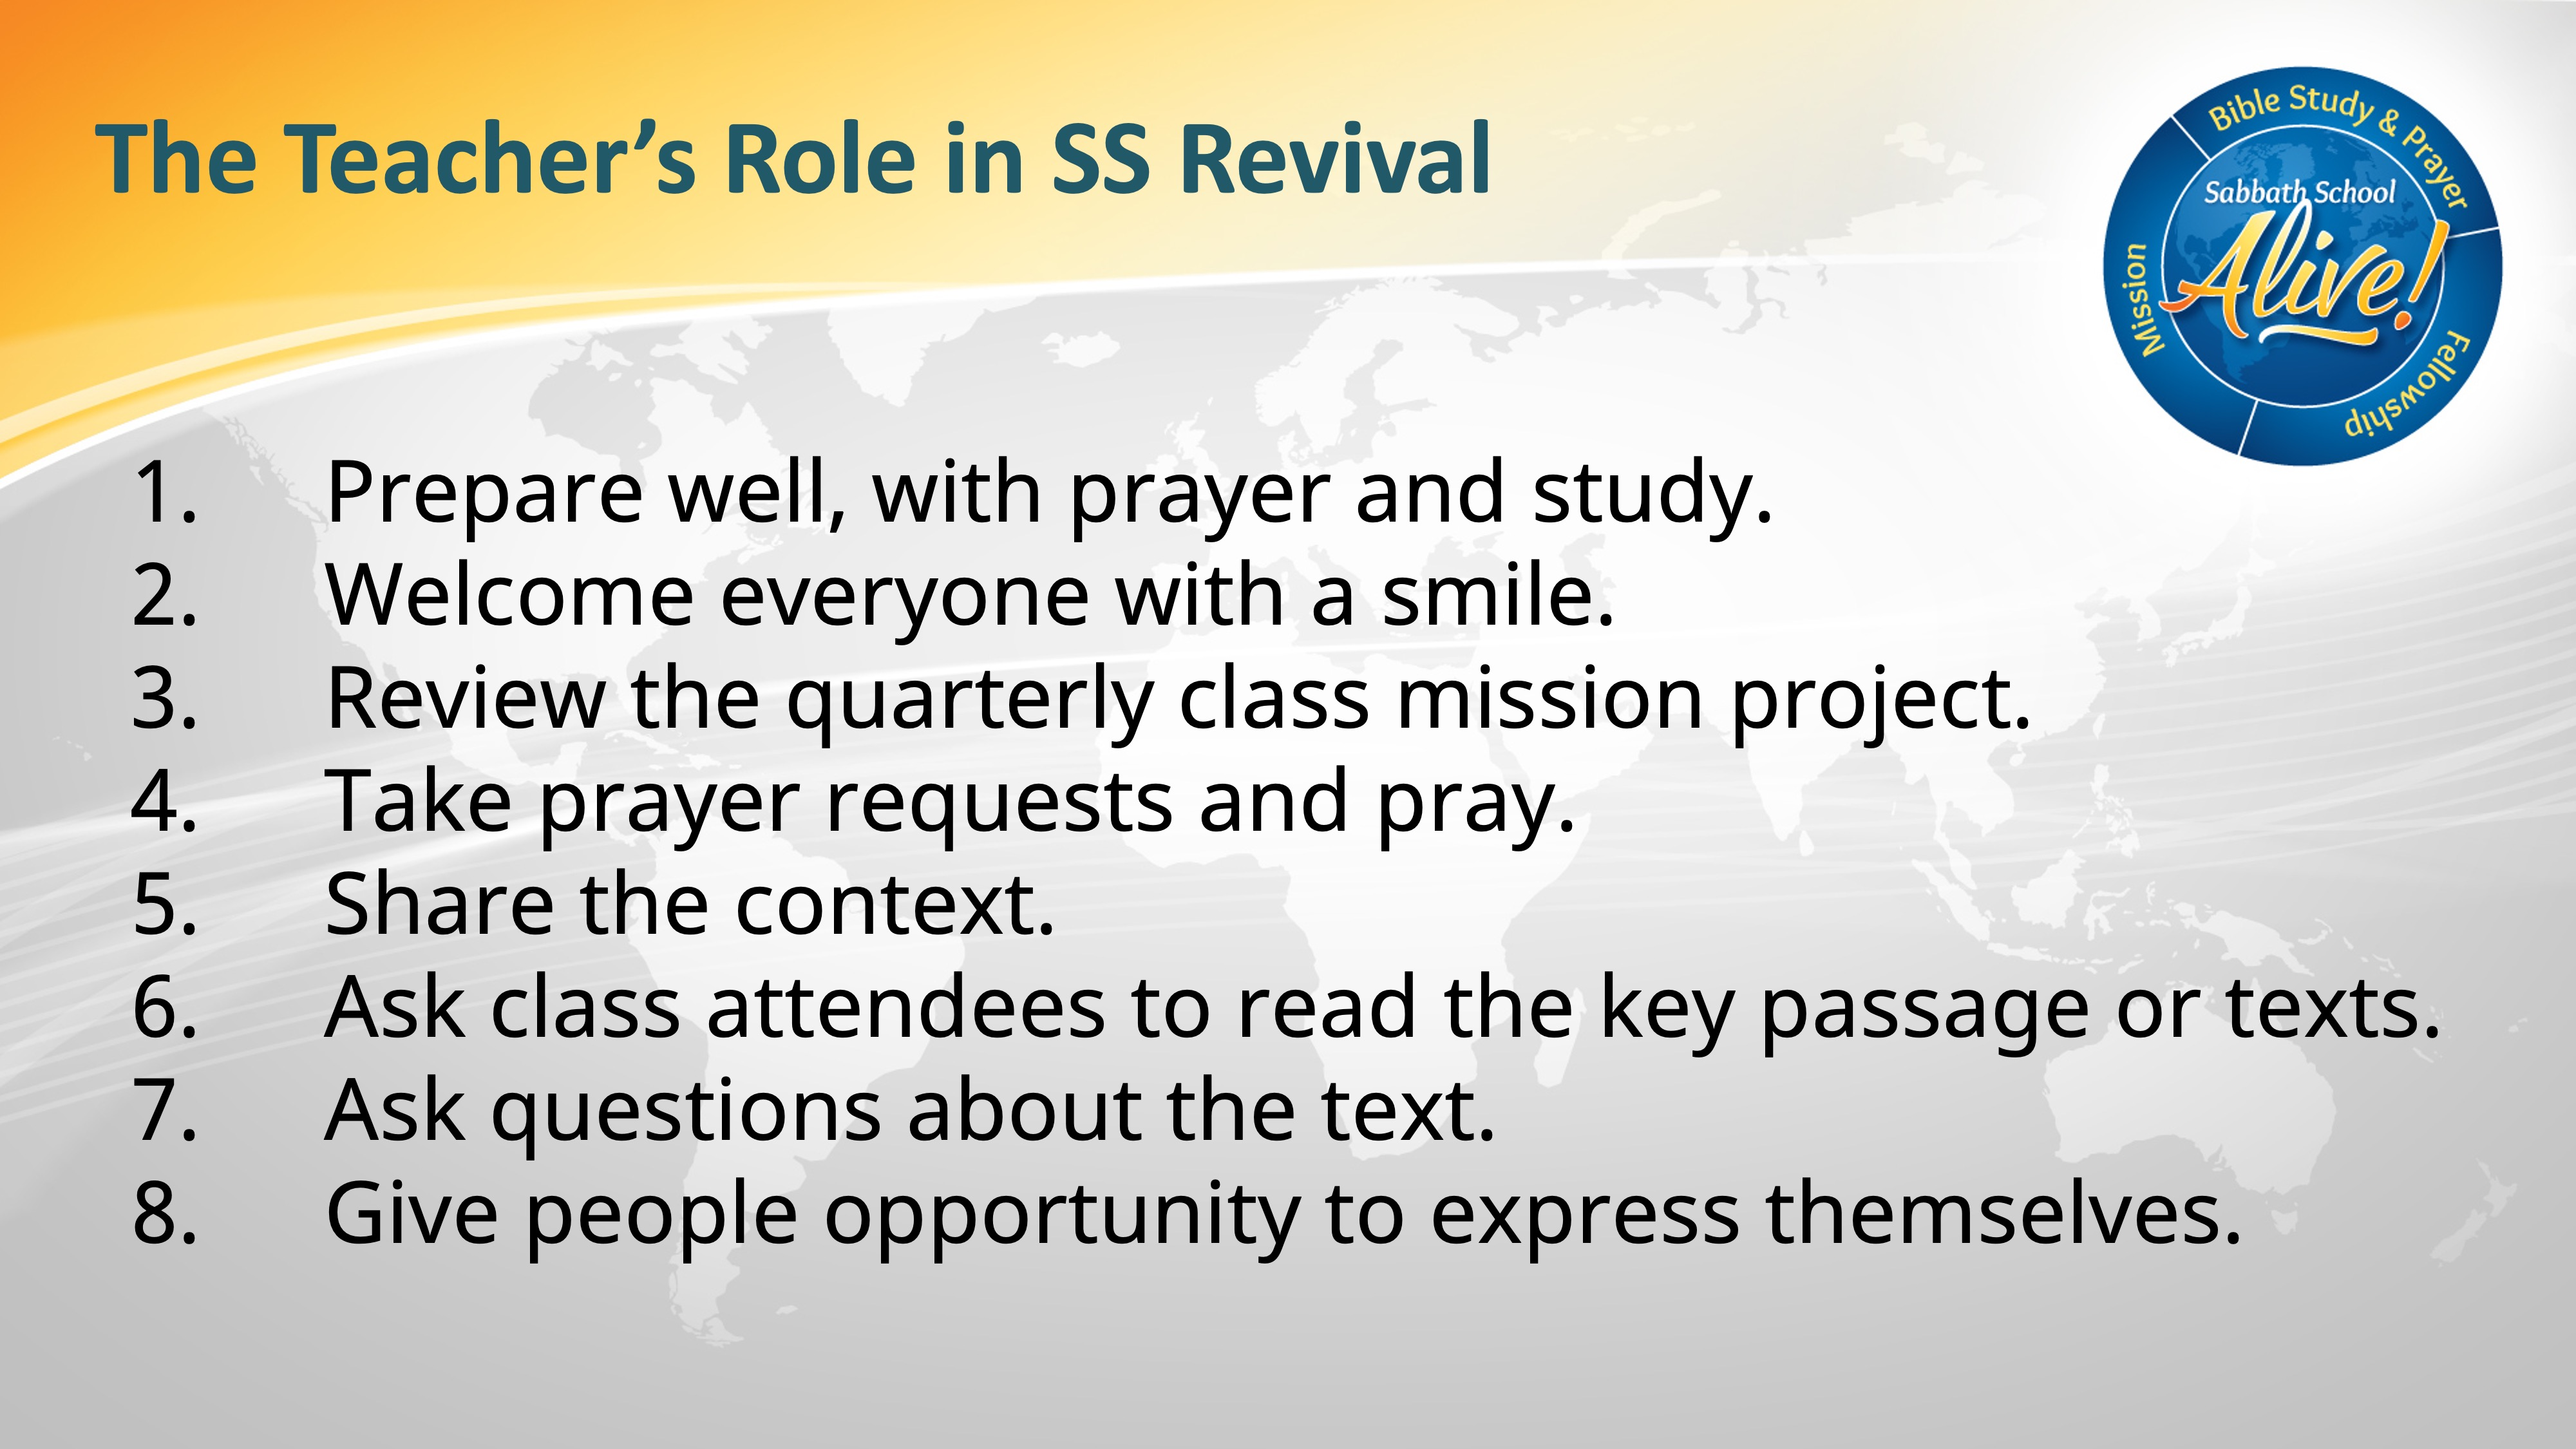 The Teacher’s Role in SS Revival
Bible Study & Prayer
Sabbath School
Alive!
Mission
Fellowship
1. Prepare well, with prayer and study.
2. Welcome everyone with a smile.
3. Review the quarterly class mission project.
4. Take prayer requests and pray.
5. Share the context.
6. Ask class attendees to read the key passage or texts.
7. Ask questions about the text.
8. Give people opportunity to express themselves.